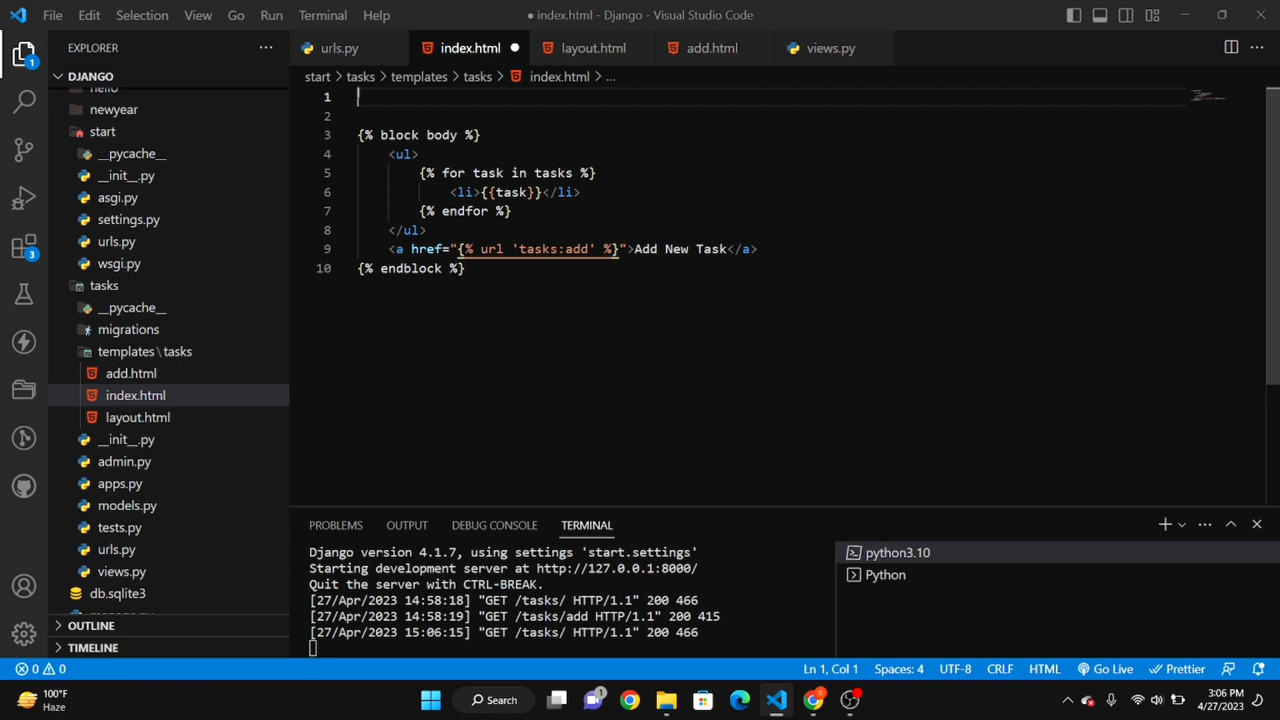 File Edit Selection View Go Run Terminal Help
● index.html - Django - Visual Studio Code
EXPLORER
DJANGO
hello
newyear
start
__pycache__
__init__.py
asgi.py
settings.py
urls.py
wsgi.py
tasks
__pycache__
migrations
templates \ tasks
add.html
index.html
layout.html
__init__.py
admin.py
apps.py
models.py
tests.py
urls.py
views.py
db.sqlite3
manage.py
OUTLINE
TIMELINE
1
3
urls.py index.html layout.html add.html views.py
start > tasks > templates > tasks > index.html > ...
1
2
3 {% block body %}
4 <ul>
5 {% for task in tasks %}
6 <li>{{task}}</li>
7 {% endfor %}
8 </ul>
9 <a href="{% url 'tasks:add' %}">Add New Task</a>
10 {% endblock %}
PROBLEMS OUTPUT DEBUG CONSOLE TERMINAL
Django version 4.1.7, using settings 'start.settings'
Starting development server at http://127.0.0.1:8000/
Quit the server with CTRL-BREAK.
[27/Apr/2023 14:58:18] "GET /tasks/ HTTP/1.1" 200 466
[27/Apr/2023 14:58:19] "GET /tasks/add HTTP/1.1" 200 415
[27/Apr/2023 15:06:15] "GET /tasks/ HTTP/1.1" 200 466
python3.10
Python
0 0 Ln 1, Col 1 Spaces: 4 UTF-8 CRLF HTML Go Live Prettier
100°F
Haze
Search
1
3:06 PM
4/27/2023